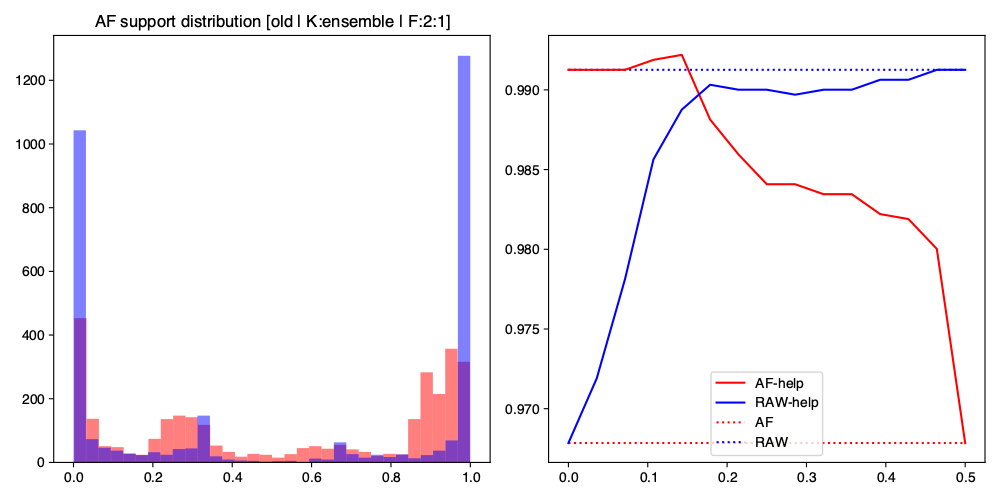 AF support distribution [old | K:ensemble | F:2:1]
1200
1000
800
600
400
200
0
0.0 0.2 0.4 0.6 0.8 1.0
0.990
0.985
0.980
0.975
0.970
AF-help
RAW-help
AF
RAW
0.0 0.1 0.2 0.3 0.4 0.5